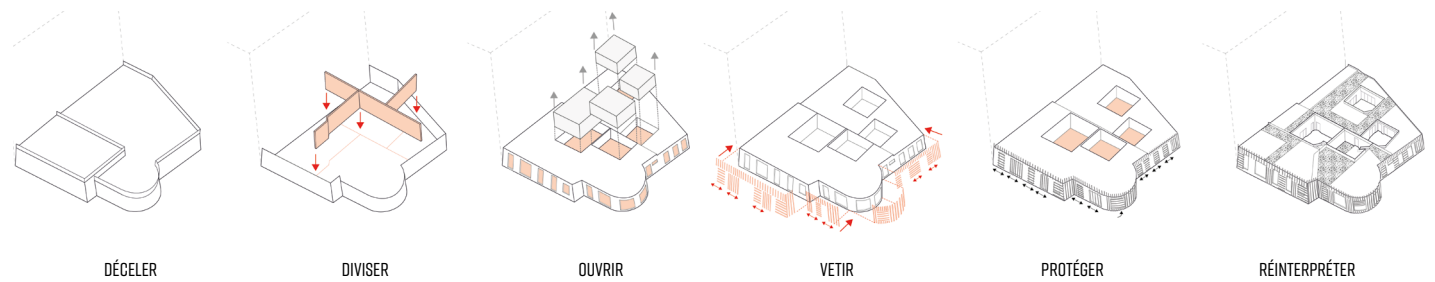 DÉCELER
DIVISER
OUVRIR
VETIR
PROTÉGER
RÉINTERPRÉTER